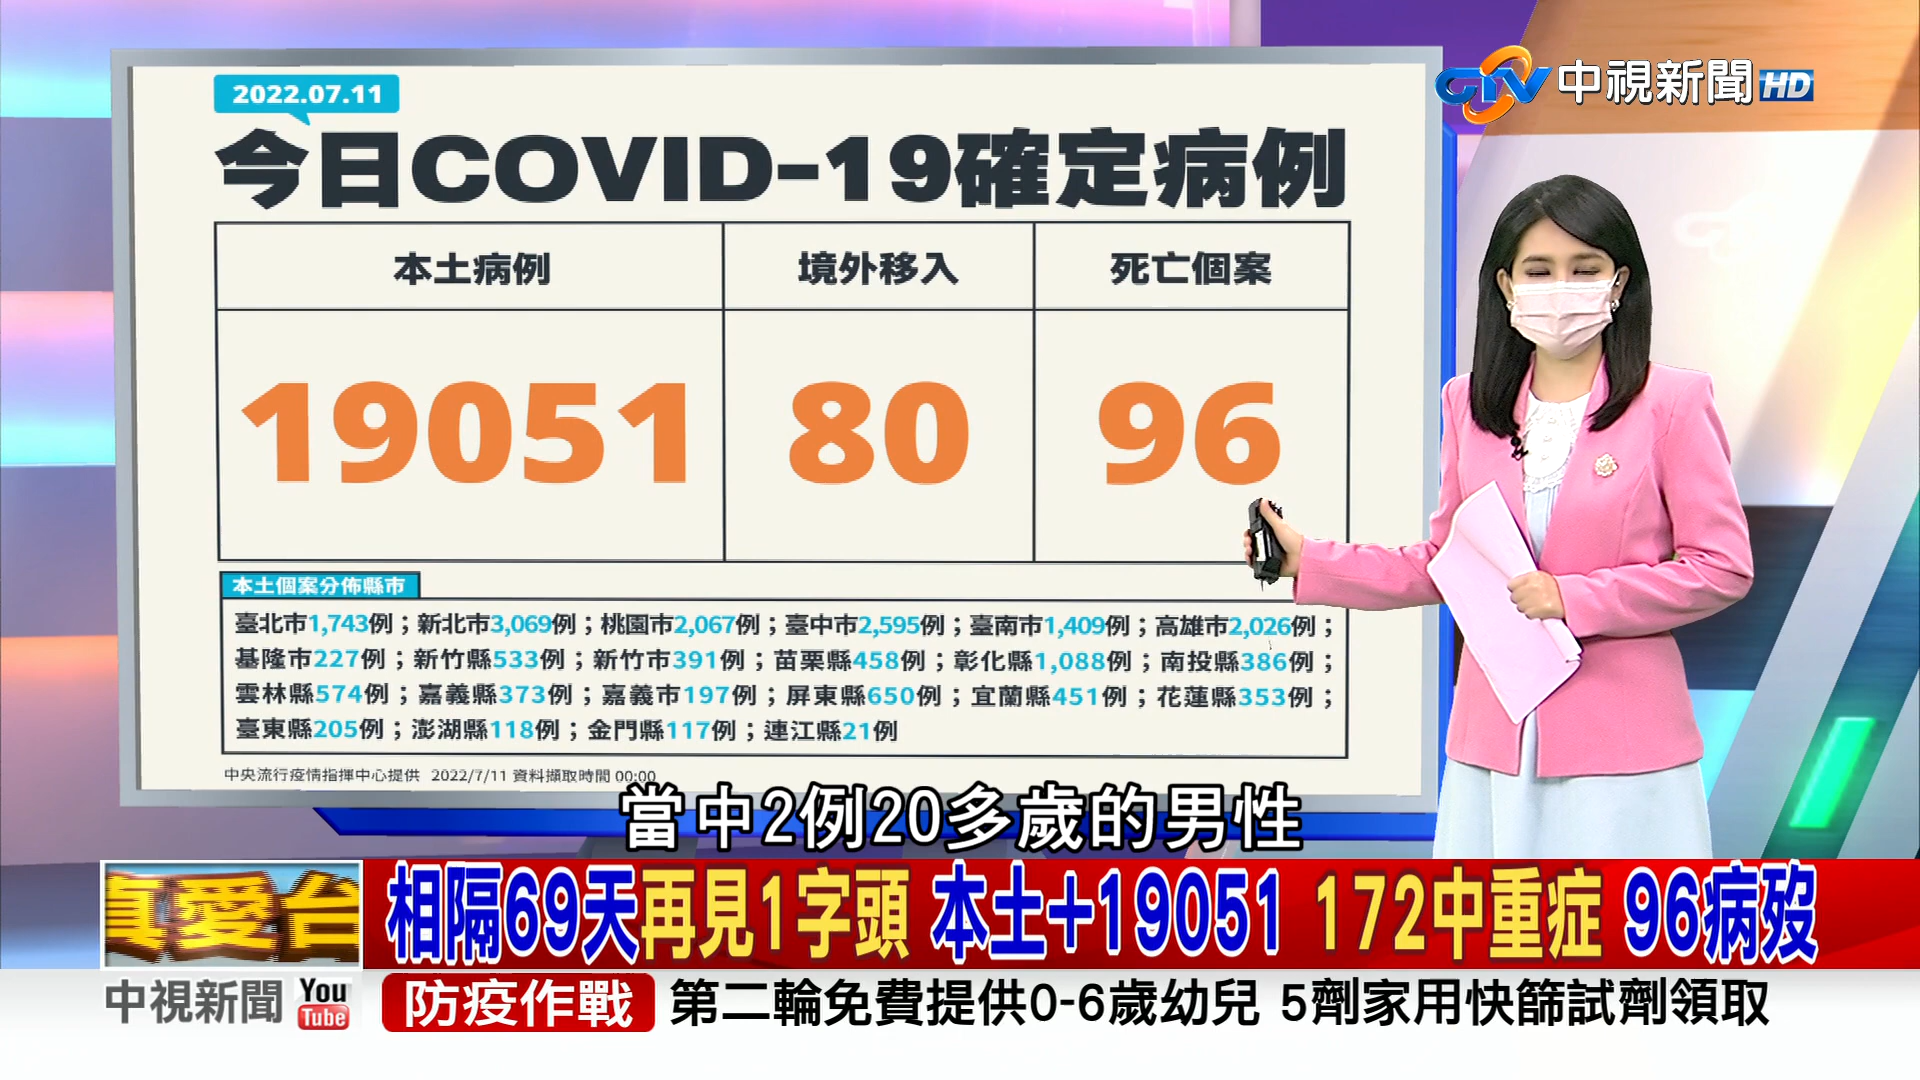 2022.07.11
今日COVID-19確定病例
CTV 中視新聞 HD
本土病例 境外移入 死亡個案
19051 80 96
本土個案分佈縣市
臺北市1,743例；新北市3,069例；桃園市2,067例；臺中市2,595例；臺南市1,409例；高雄市2,026例；
基隆市227例；新竹縣533例；新竹市391例；苗栗縣458例；彰化縣1,088例；南投縣386例；
雲林縣574例；嘉義縣373例；嘉義市197例；屏東縣650例；宜蘭縣451例；花蓮縣353例；
臺東縣205例；澎湖縣118例；金門縣117例；連江縣21例
中央流行疫情指揮中心提供 2022/7/11 資料擷取時間 00:00
當中2例20多歲的男性
真愛台 相隔69天再見1字頭 本土+19051 172中重症 96病歿
中視新聞 YouTube 防疫作戰 第二輪免費提供0-6歲幼兒 5劑家用快篩試劑領取